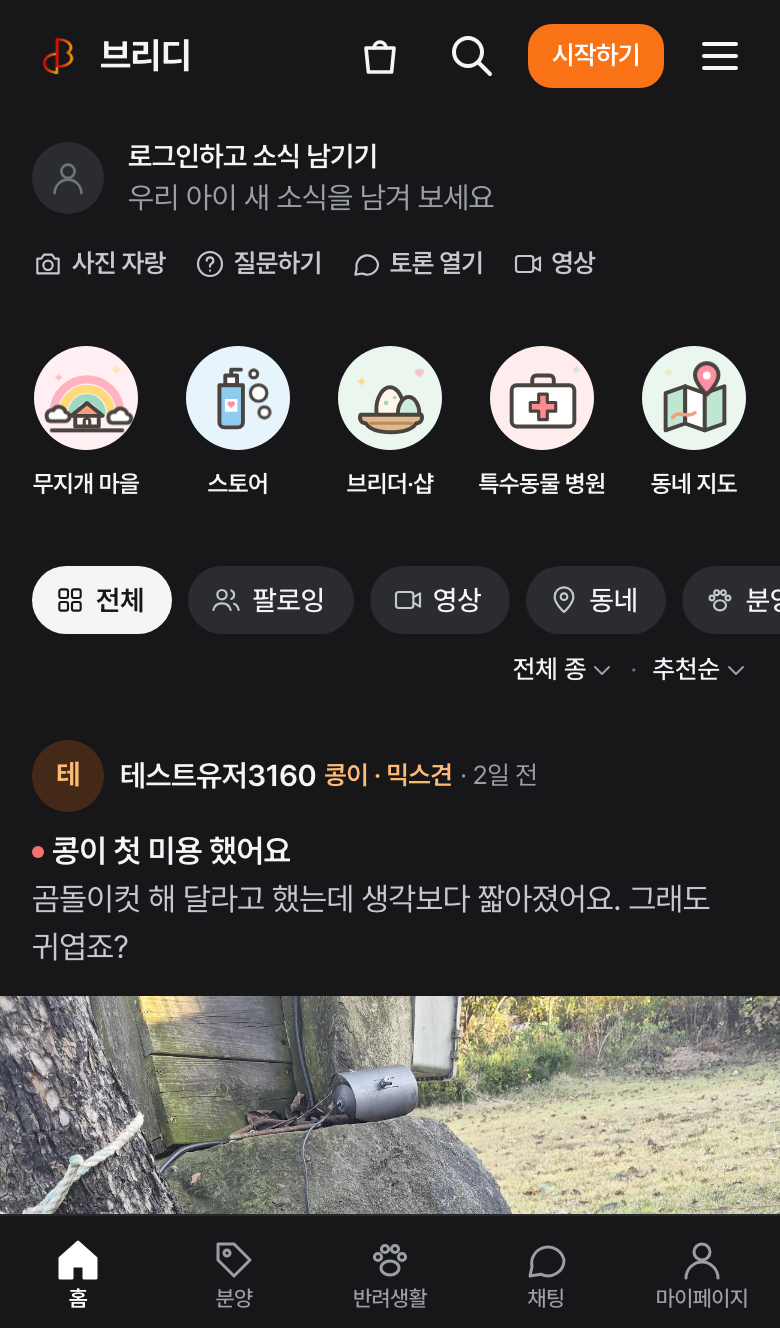 브리디
시작하기
로그인하고 소식 남기기
우리 아이 새 소식을 남겨 보세요
사진 자랑 질문하기 토론 열기 영상
무지개 마을 스토어 브리더·샵 특수동물 병원 동네 지도
전체 팔로잉 영상 동네
전체 종 · 추천순
테 테스트유저3160 콩이 · 믹스견 · 2일 전
콩이 첫 미용 했어요
곰돌이컷 해 달라고 했는데 생각보다 짧아졌어요. 그래도
귀엽죠?
홈 분양 반려생활 채팅 마이페이지